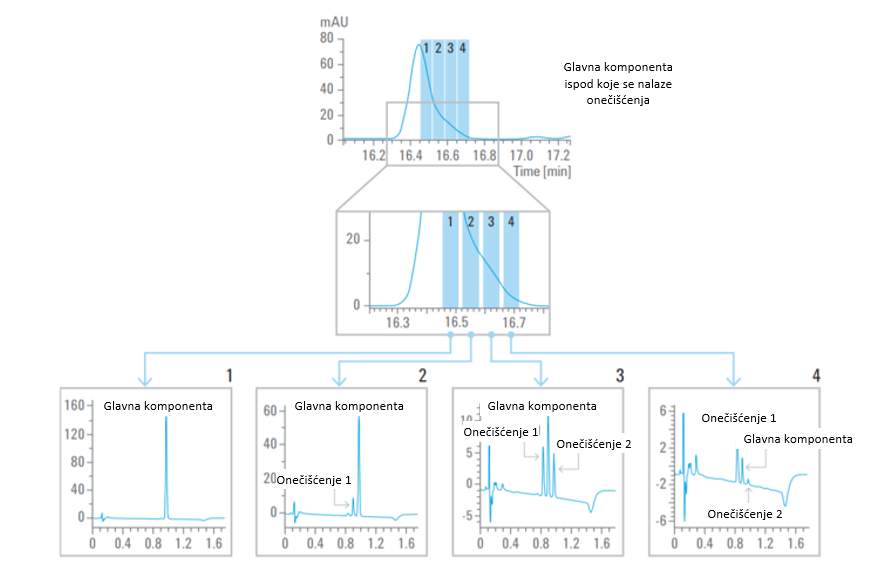 mAU
80
60
40
20
0
1 2 3 4
16.2 16.4 16.6 16.8 17.0 17.2
Time [min]
Glavna komponenta
ispod koje se nalaze
onečišćenja
20
0
1 2 3 4
16.3 16.5 16.7
1
160
120
80
40
0
Glavna komponenta
0 0.4 0.8 1.2 1.6
2
60
40
20
0
Glavna komponenta
Onečišćenje 1
0 0.4 0.8 1.2 1.6
3
10
5
0
-5
Glavna komponenta
Onečišćenje 1
Onečišćenje 2
0 0.4 0.8 1.2 1.6
4
6
2
-2
-6
Onečišćenje 1
Glavna komponenta
Onečišćenje 2
0 0.4 0.8 1.2 1.6